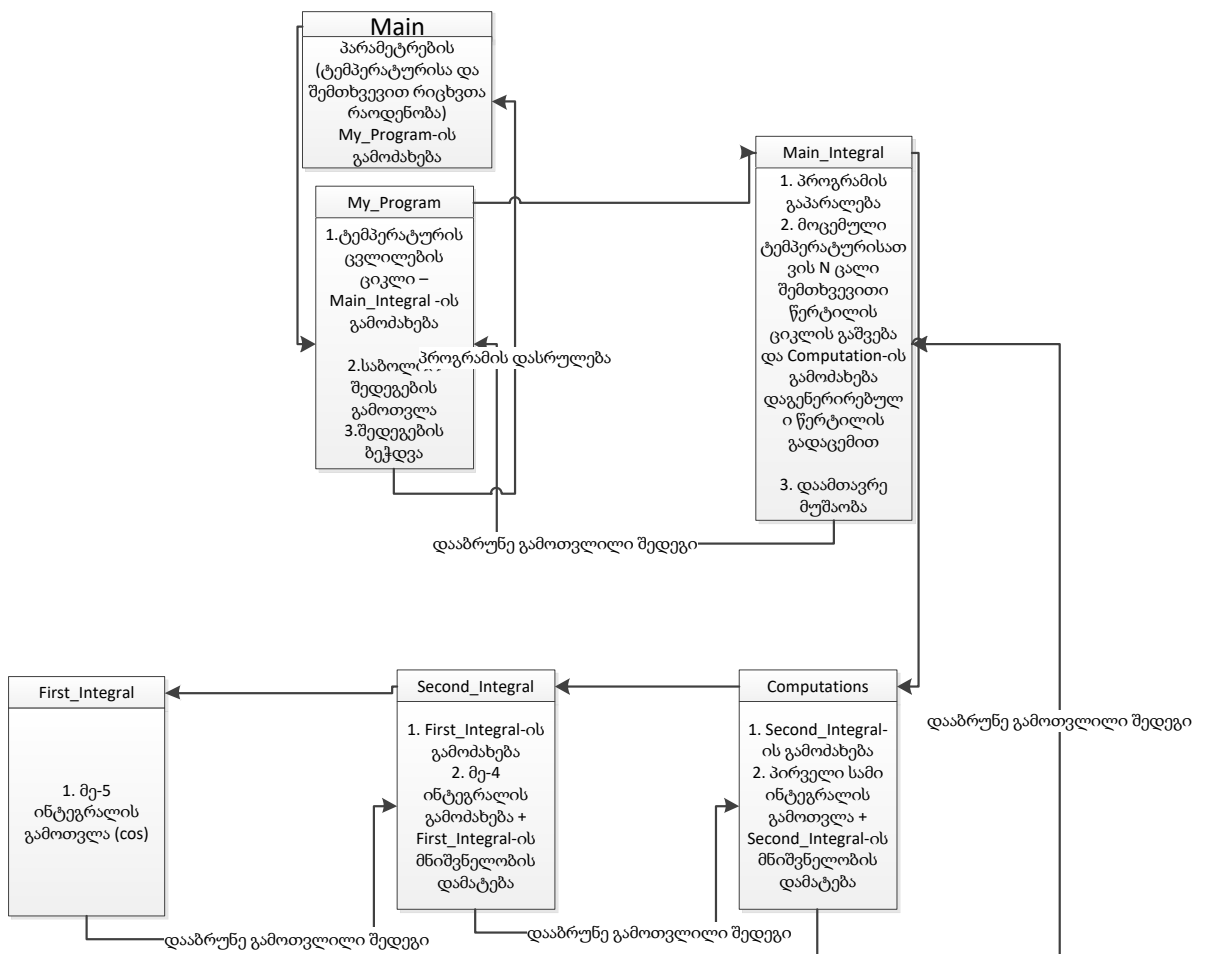 Main
პარამეტრების
(ტემპერატურისა და
შემთხვევით რიცხვთა
რაოდენობა)
My_Program-ის
გამოძახება
My_Program
1.ტემპერატურის
ცვლილების
ციკლი –
Main_Integral -ის
გამოძახება
პროგრამის დასრულება
შედეგების
გამოთვლა
3.შედეგების
ბეჭდვა
Main_Integral
1. პროგრამის
გაპარალება
2. მოცემული
ტემპერატურისათ
ვის N ცალი
შემთხვევითი
წერტილის
ციკლის გაშვება
და Computation-ის
გამოძახება
დაგენერირებულ
ი წერტილის
გადაცემით
3. დაამთავრე
მუშაობა
დააბრუნე გამოთვლილი შედეგი
First_Integral
1. მე-5
ინტეგრალის
გამოთვლა (cos)
Second_Integral
1. First_Integral-ის
გამოძახება
2. მე-4
ინტეგრალის
გამოძახება +
First_Integral-ის
მნიშვნელობის
დამატება
Computations
1. Second_Integral-
ის გამოძახება
2. პირველი სამი
ინტეგრალის
გამოთვლა +
Second_Integral-ის
მნიშვნელობის
დამატება
დააბრუნე გამოთვლილი შედეგი
დააბრუნე გამოთვლილი შედეგი
დააბრუნე გამოთვლილი შედეგი